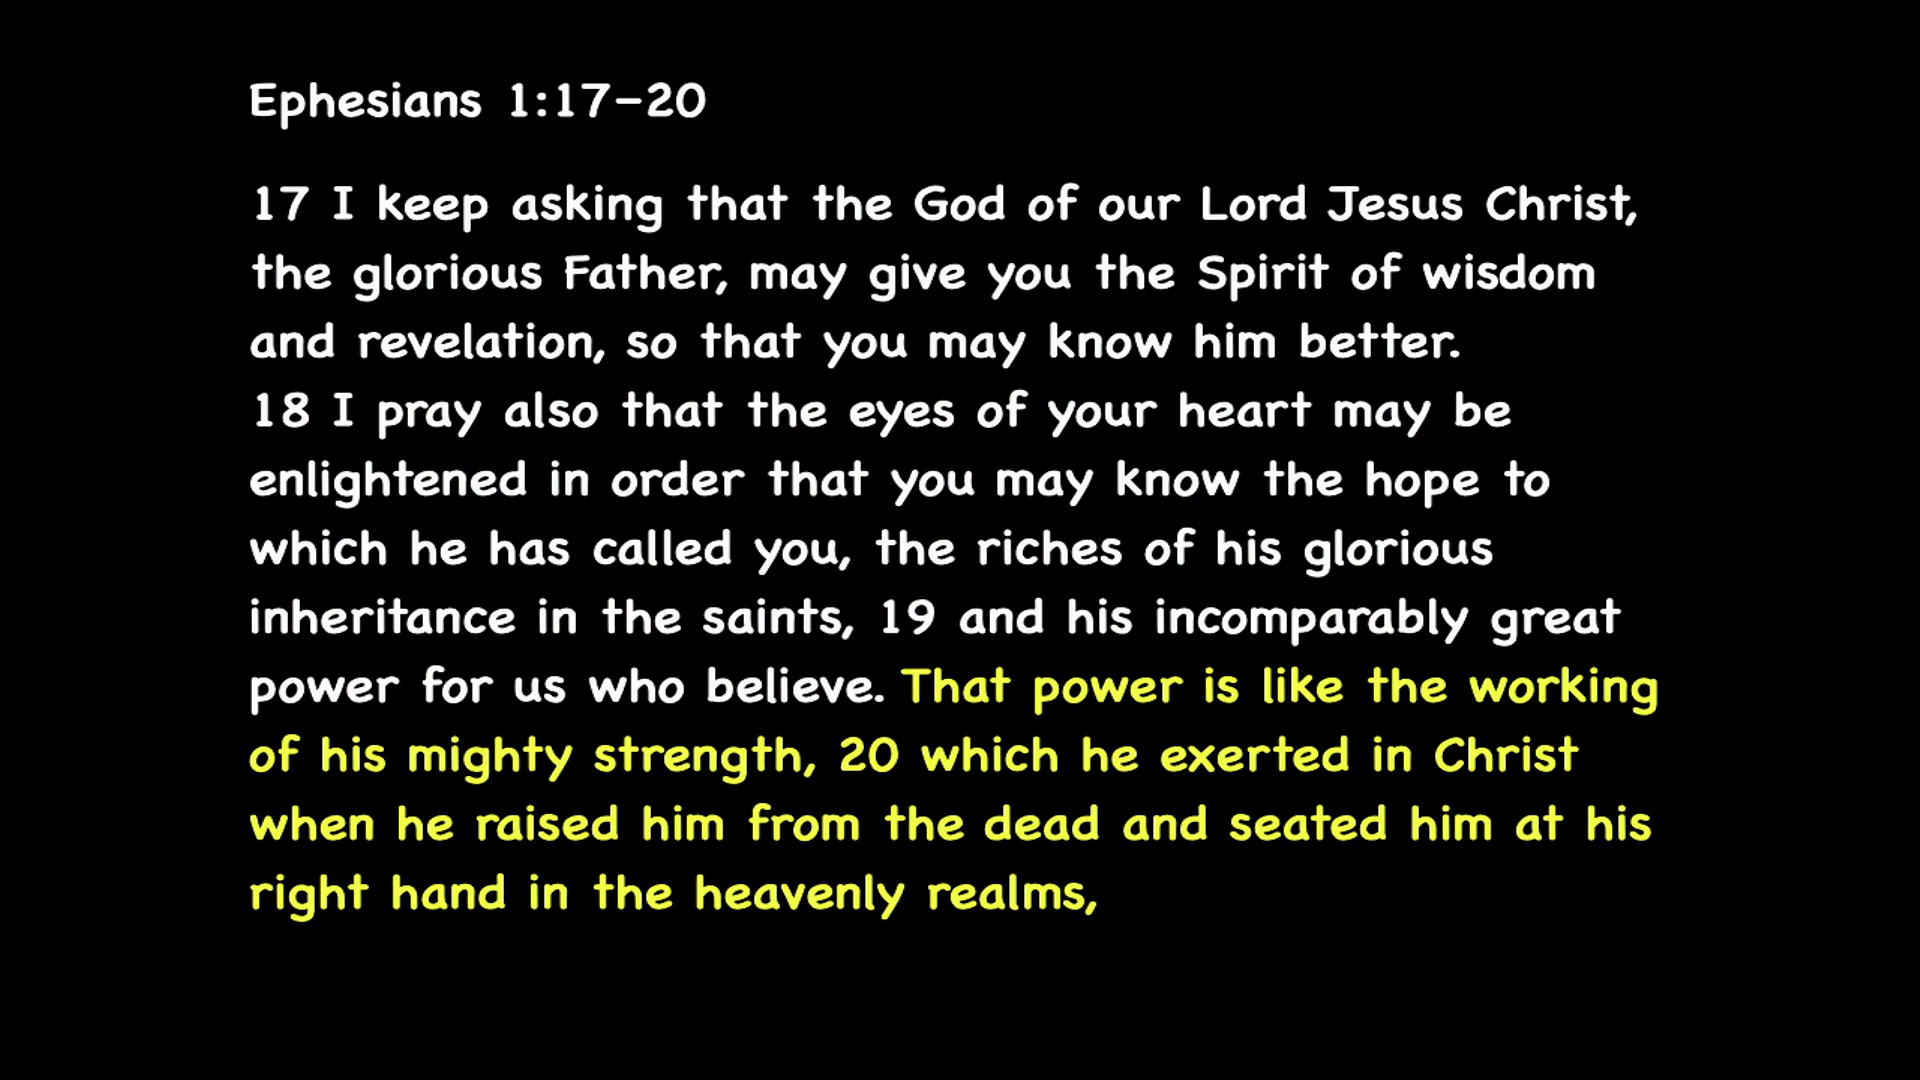 Ephesians 1:17–20
17 I keep asking that the God of our Lord Jesus Christ,
the glorious Father, may give you the Spirit of wisdom
and revelation, so that you may know him better.
18 I pray also that the eyes of your heart may be
enlightened in order that you may know the hope to
which he has called you, the riches of his glorious
inheritance in the saints, 19 and his incomparably great
power for us who believe. That power is like the working
of his mighty strength, 20 which he exerted in Christ
when he raised him from the dead and seated him at his
right hand in the heavenly realms,